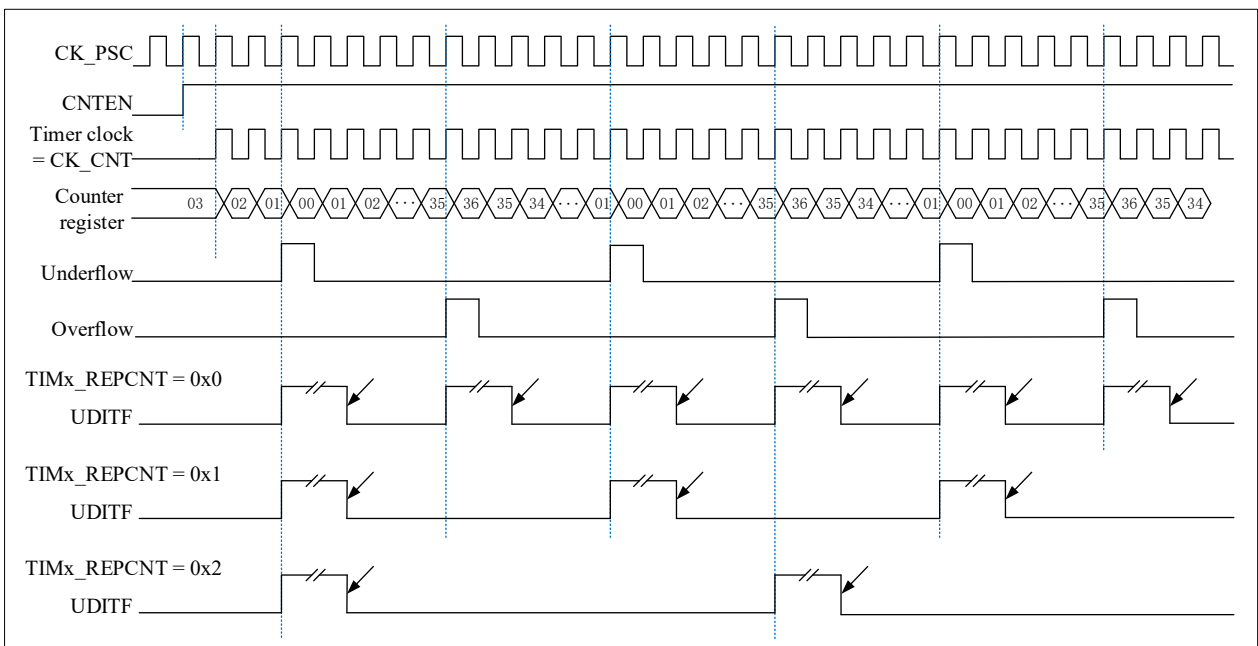 CK_PSC
CNTEN
Timer clock
= CK_CNT
Counter
register
03 02 01 00 01 02 ··· 35 36 35 34 ··· 01 00 01 02 ··· 35 36 35 34 ··· 01 00 01 02 ··· 35 36 35 34
Underflow
Overflow
TIMx_REPCNT = 0x0
UDITF
TIMx_REPCNT = 0x1
UDITF
TIMx_REPCNT = 0x2
UDITF